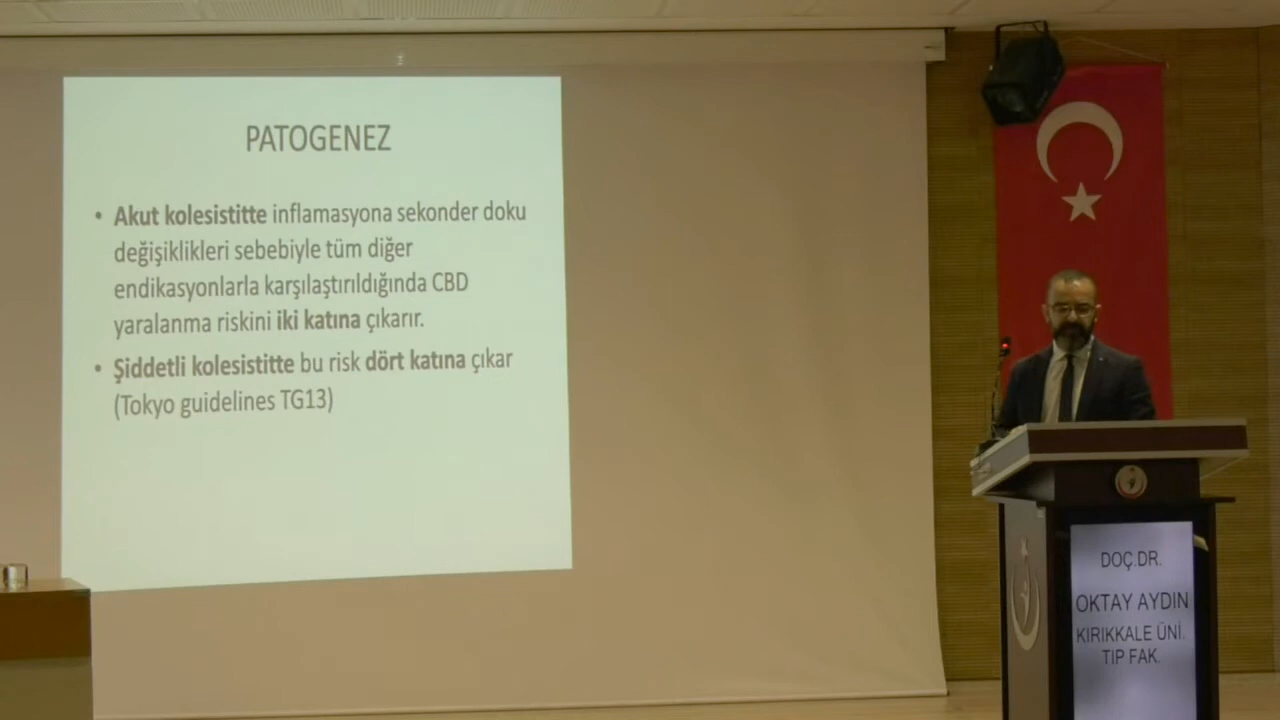 PATOGENEZ
• Akut kolesistitte inflamasyona sekonder doku
değişiklikleri sebebiyle tüm diğer
endikasyonlarla karşılaştırıldığında CBD
yaralanma riskini iki katına çıkarır.
• Şiddetli kolesistitte bu risk dört katına çıkar
(Tokyo guidelines TG13)
DOÇ.DR.
OKTAY AYDIN
KIRIKKALE ÜNİ.
TIP FAK.